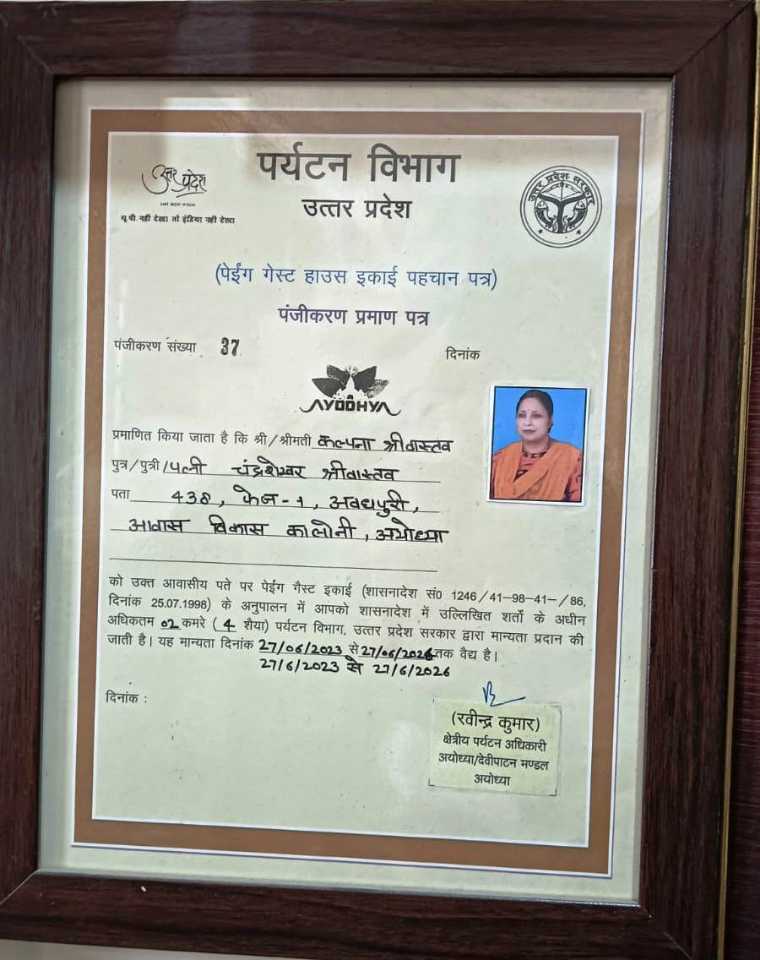 उत्तर प्रदेश
यू.पी. नहीं देखा तो इंडिया नहीं देखा
पर्यटन विभाग
उत्तर प्रदेश
उत्तर प्रदेश सरकार
(पेईंग गेस्ट हाउस इकाई पहचान पत्र)
पंजीकरण प्रमाण पत्र
पंजीकरण संख्या 37
दिनांक
AYODHYA
प्रमाणित किया जाता है कि श्री/श्रीमती कल्पना श्रीवास्तव
पुत्र/पुत्री/पत्नी चंद्रशेखर श्रीवास्तव
पता 438, फेज-1, अवधपुरी,
आवास विकास कालोनी, अयोध्या
को उक्त आवासीय पते पर पेईंग गैस्ट इकाई (शासनादेश सं0 1246/41-98-41-/86,
दिनांक 25.07.1998) के अनुपालन में आपको शासनादेश में उल्लिखित शर्तो के अधीन
अधिकतम 02 कमरे (4 शैया) पर्यटन विभाग, उत्तर प्रदेश सरकार द्वारा मान्यता प्रदान की
जाती है। यह मान्यता दिनांक 27/06/2023 से 27/06/2026 तक वैद्य है।
27/6/2023 से 27/6/2026
दिनांक :
(रवीन्द्र कुमार)
क्षेत्रीय पर्यटन अधिकारी
अयोध्या/देवीपाटन मण्डल
अयोध्या